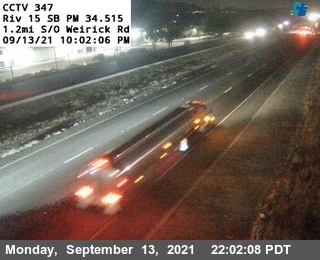 CCTV 347
Riv 15 SB PM 34.515
1.2mi S/O Weirick Rd
09/13/21 10:02:06 PM
Monday, September 13, 2021 22:02:08 PDT